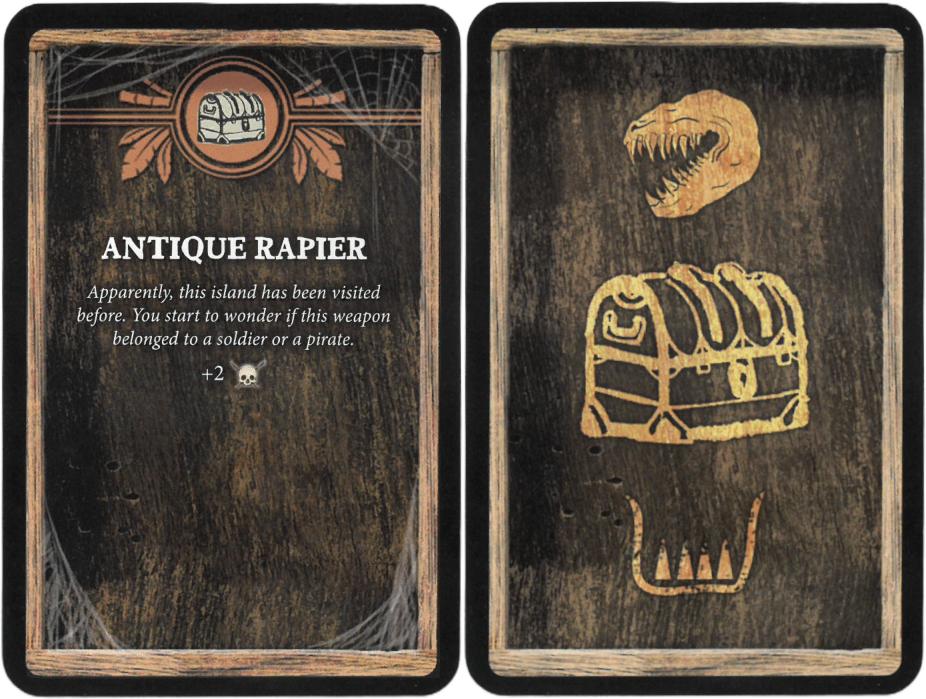 ANTIQUE RAPIER
Apparently, this island has been visited
before. You start to wonder if this weapon
belonged to a soldier or a pirate.
+2